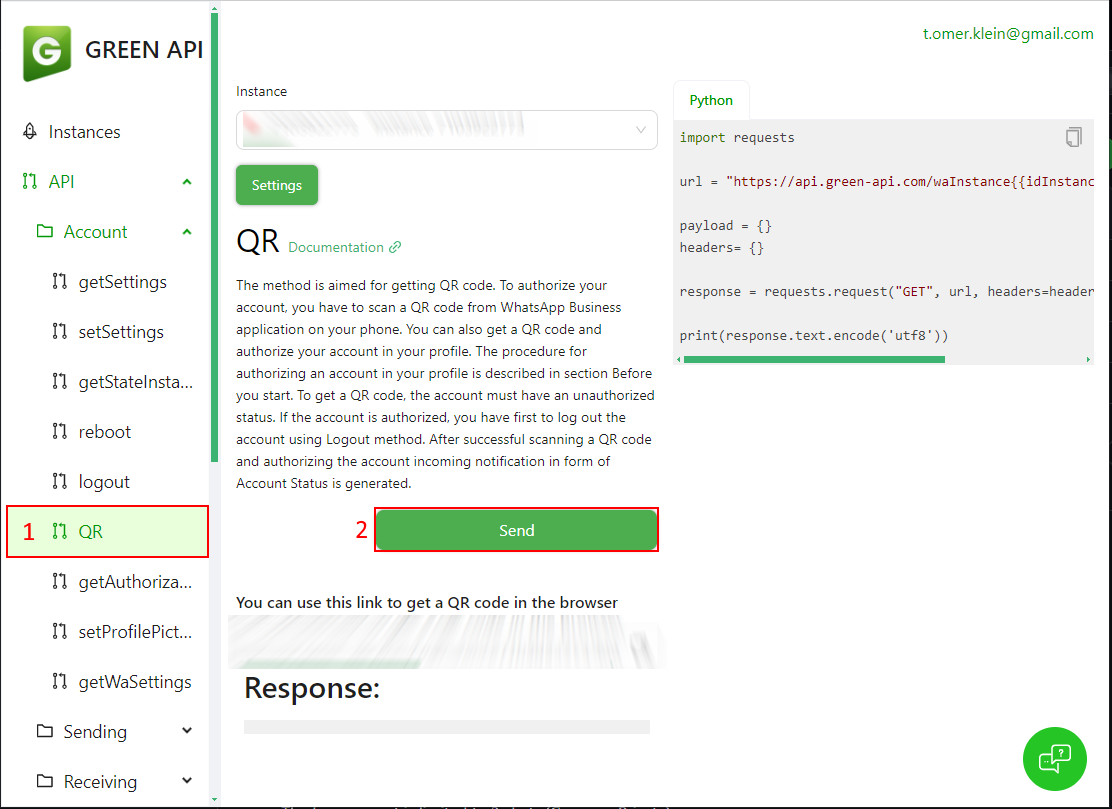 G
GREEN API
t.omer.klein@gmail.com
Instances
API
Account
getSettings
setSettings
getStateInsta...
reboot
logout
1
QR
getAuthoriza...
setProfilePict...
getWaSettings
Sending
Receiving
Instance
Settings
QR Documentation
The method is aimed for getting QR code. To authorize your
account, you have to scan a QR code from WhatsApp Business
application on your phone. You can also get a QR code and
authorize your account in your profile. The procedure for
authorizing an account in your profile is described in section Before
you start. To get a QR code, the account must have an unauthorized
status. If the account is authorized, you have first to log out the
account using Logout method. After successful scanning a QR code
and authorizing the account incoming notification in form of
Account Status is generated.
2
Send
You can use this link to get a QR code in the browser
Response:
Python
import requests
url = "https://api.green-api.com/waInstance{{idInstanc
payload = {}
headers= {}
response = requests.request("GET", url, headers=header
print(response.text.encode('utf8'))
?